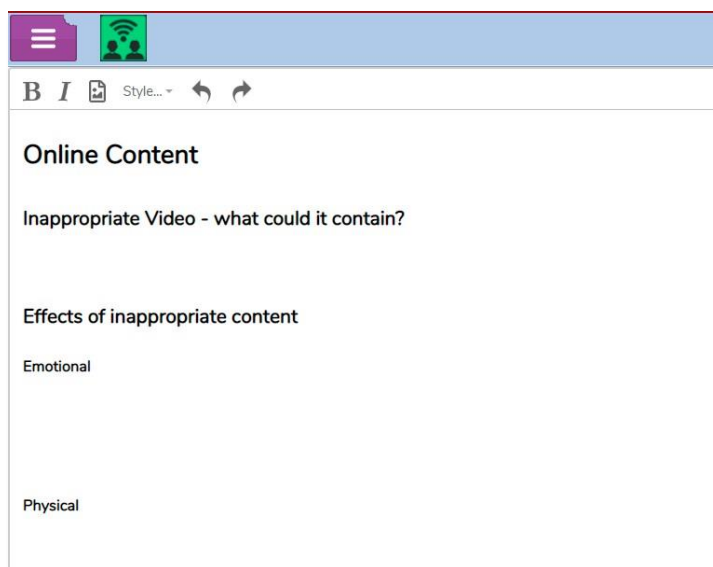 B I Style...
Online Content
Inappropriate Video - what could it contain?
Effects of inappropriate content
Emotional
Physical